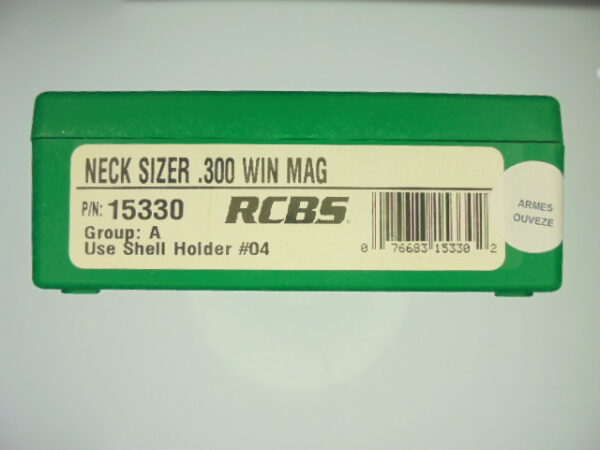 NECK SIZER .300 WIN MAG
P/N: 15330
RCBS
Group: A
Use Shell Holder #04
0 76683 15330 2
ARMES
OUVEZE